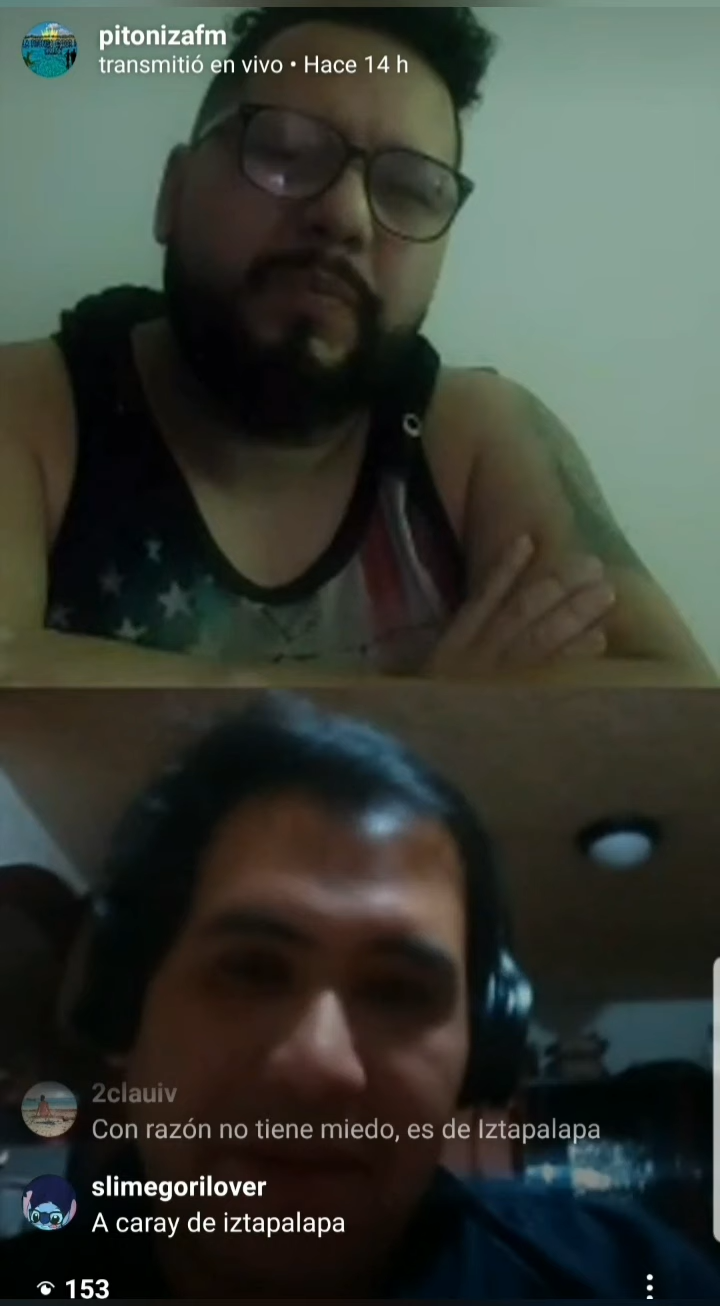 pitonizafm
transmitió en vivo • Hace 14 h
2clauiv
Con razón no tiene miedo, es de Iztapalapa
slimegorilover
A caray de iztapalapa
153